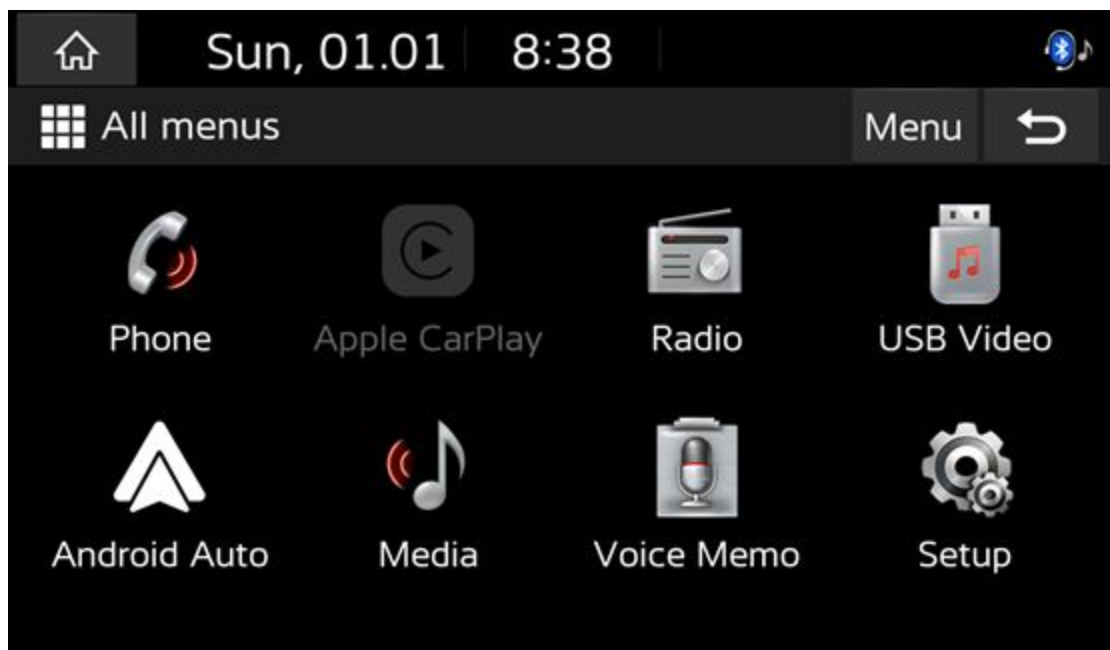 Sun, 01.01 8:38
All menus Menu
Phone Apple CarPlay Radio USB Video
Android Auto Media Voice Memo Setup